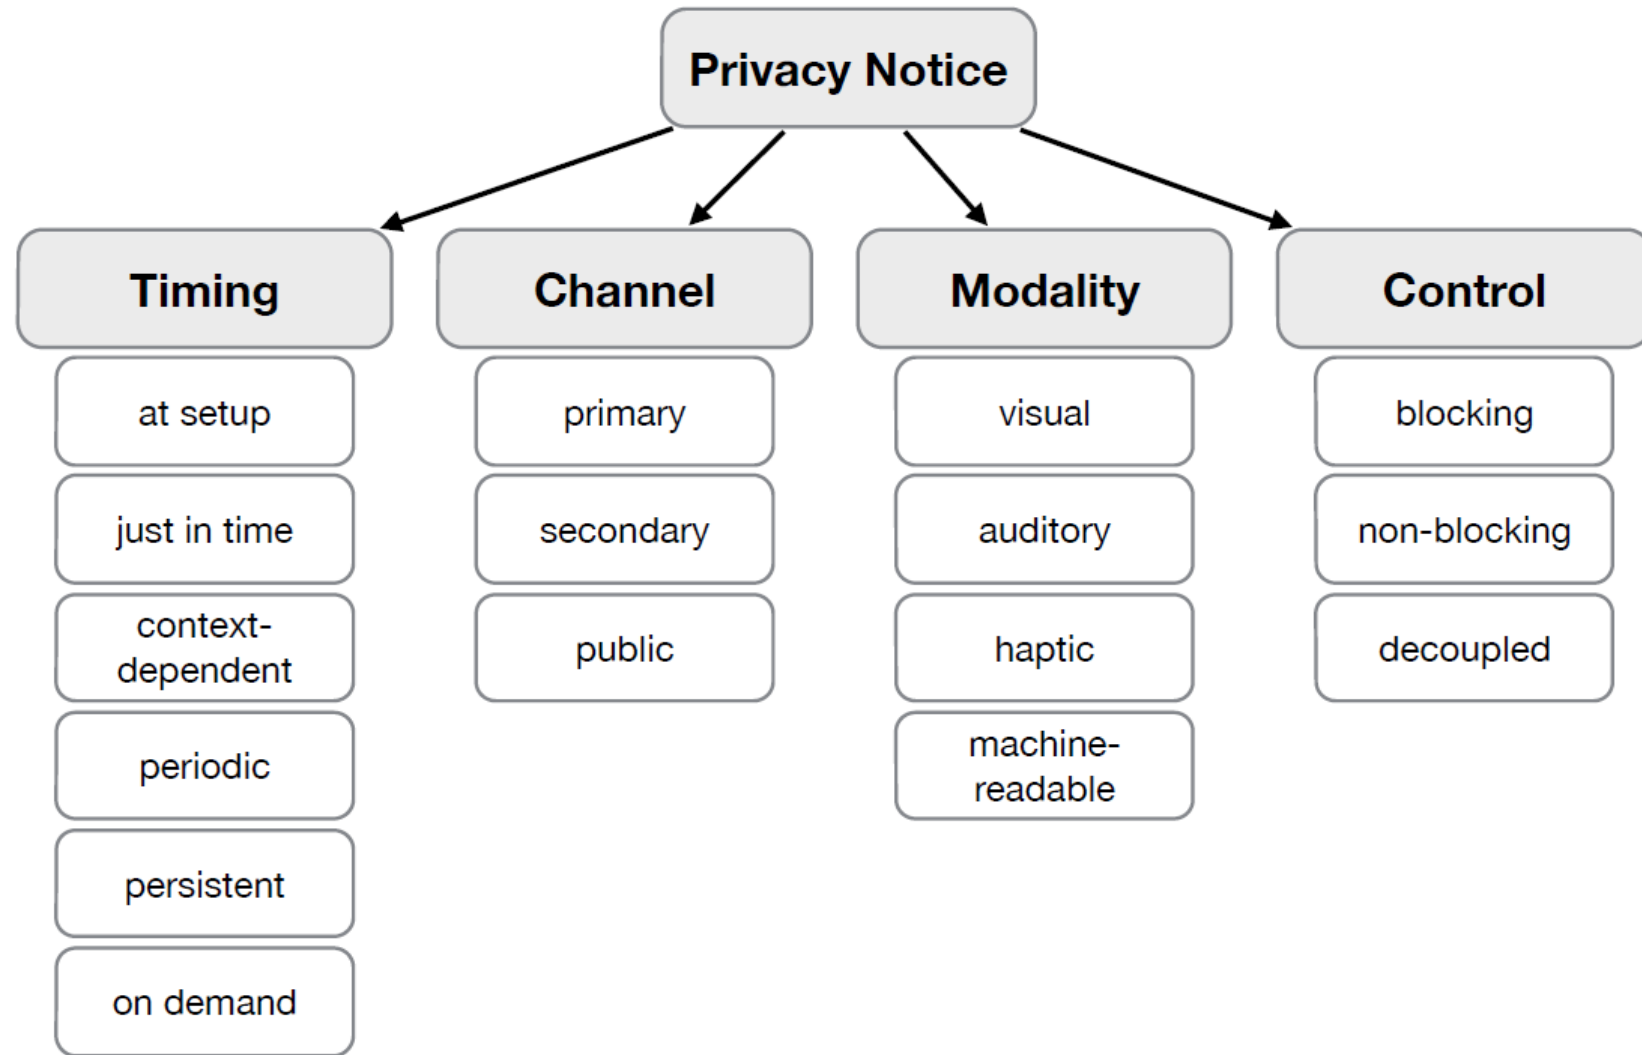 Privacy Notice
Timing
at setup
just in time
context-
dependent
periodic
persistent
on demand
Channel
primary
secondary
public
Modality
visual
auditory
haptic
machine-
readable
Control
blocking
non-blocking
decoupled